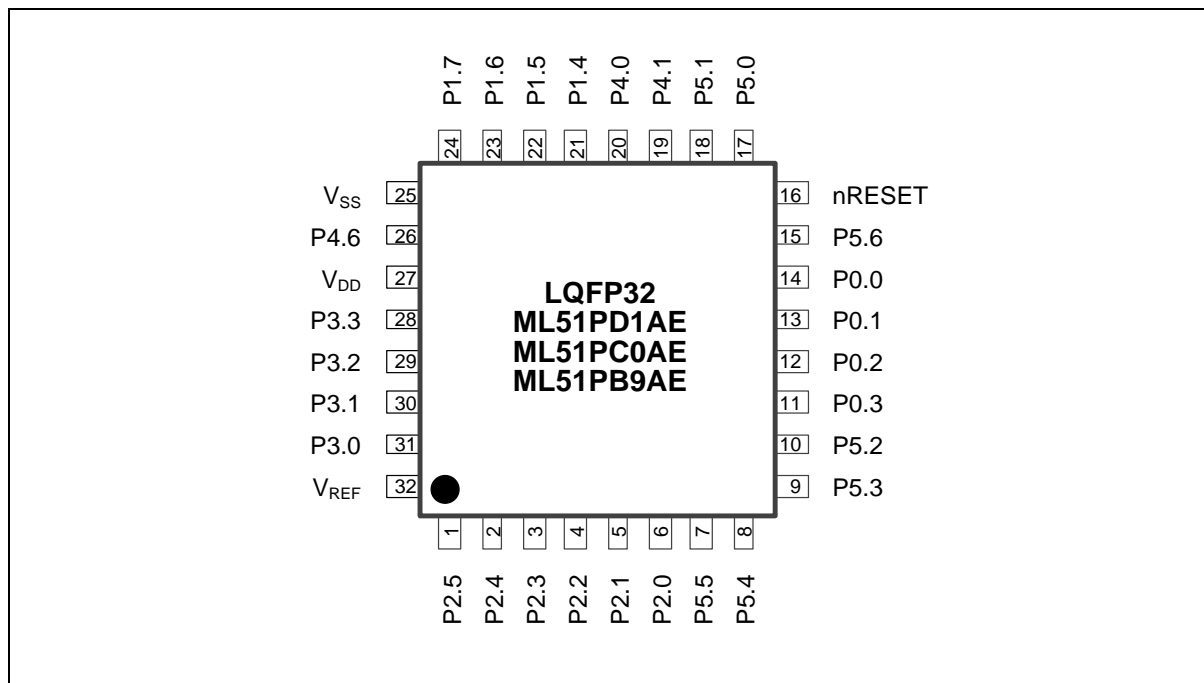 P1.7 P1.6 P1.5 P1.4 P4.0 P4.1 P5.1 P5.0
24 23 22 21 20 19 18 17
VSS 25 16 nRESET
P4.6 26 15 P5.6
VDD 27 14 P0.0
LQFP32
P3.3 28 13 P0.1
ML51PD1AE
ML51PC0AE
P3.2 29 12 P0.2
ML51PB9AE
P3.1 30 11 P0.3
P3.0 31 10 P5.2
VREF 32 9 P5.3
1 2 3 4 5 6 7 8
P2.5 P2.4 P2.3 P2.2 P2.1 P2.0 P5.5 P5.4